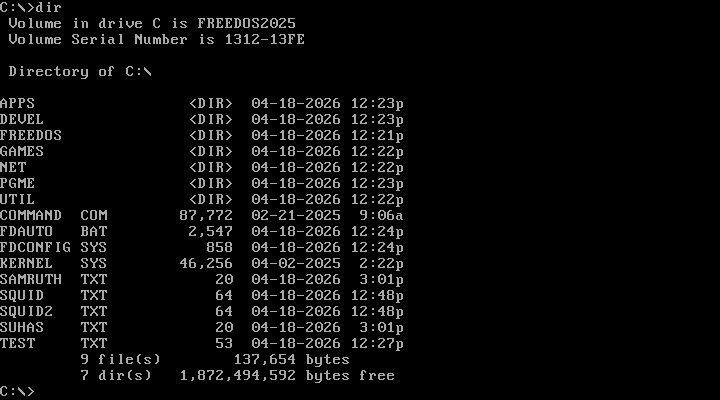 C:\>dir
 Volume in drive C is FREEDOS2025
 Volume Serial Number is 1312-13FE

 Directory of C:\

APPS                 <DIR>  04-18-2026 12:23p
DEVEL                <DIR>  04-18-2026 12:23p
FREEDOS              <DIR>  04-18-2026 12:21p
GAMES                <DIR>  04-18-2026 12:22p
NET                  <DIR>  04-18-2026 12:22p
PGME                 <DIR>  04-18-2026 12:23p
UTIL                 <DIR>  04-18-2026 12:22p
COMMAND  COM        87,772  02-21-2025  9:06a
FDAUTO   BAT         2,547  04-18-2026 12:24p
FDCONFIG SYS           858  04-18-2026 12:24p
KERNEL   SYS        46,256  04-02-2025  2:22p
SAMRUTH  TXT            20  04-18-2026  3:01p
SQUID    TXT            64  04-18-2026 12:48p
SQUID2   TXT            64  04-18-2026 12:48p
SUHAS    TXT            20  04-18-2026  3:01p
TEST     TXT            53  04-18-2026 12:27p
         9 file(s)        137,654 bytes
         7 dir(s)   1,872,494,592 bytes free
C:\>